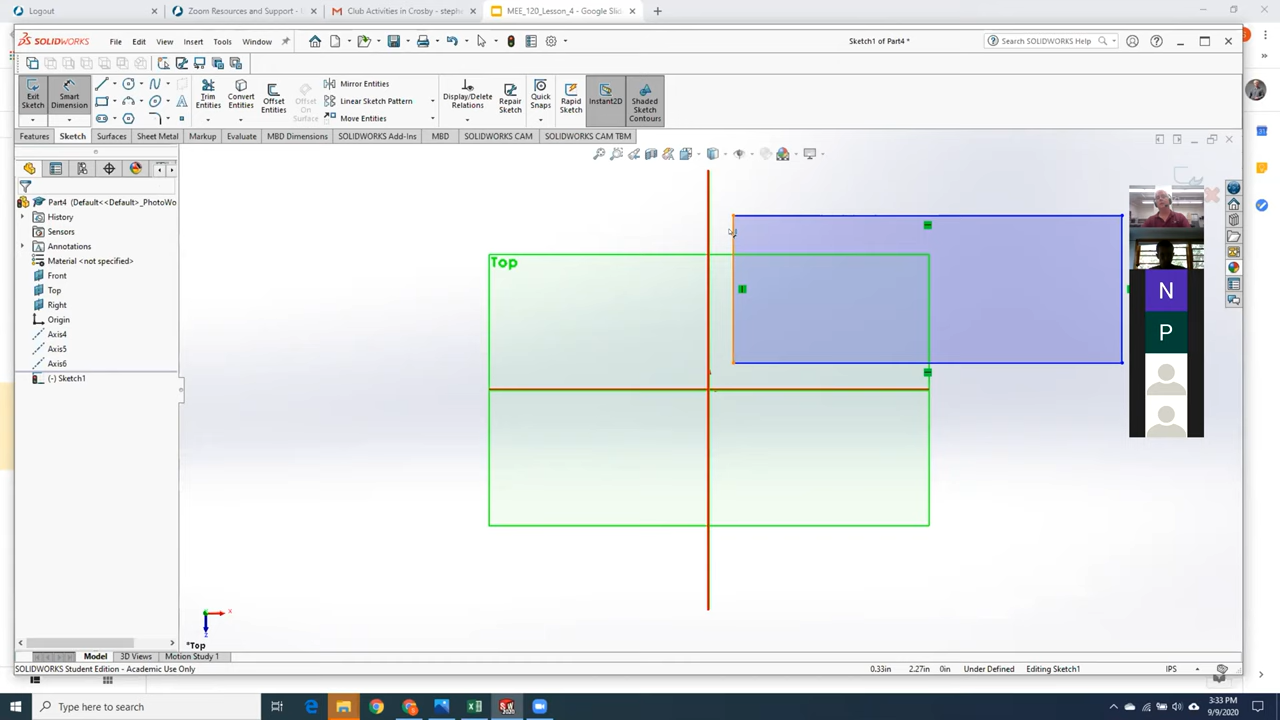 Logout
Zoom Resources and Support -
Club Activities in Crosby - steph
MEE_120_Lesson_4 - Google Slid
SOLIDWORKS
File Edit View Insert Tools Window
Sketch1 of Part4 *
Search SOLIDWORKS Help
Exit Sketch
Smart Dimension
Trim Entities
Convert Entities
Offset Entities
Offset On Surface
Mirror Entities
Linear Sketch Pattern
Move Entities
Display/Delete Relations
Repair Sketch
Quick Snaps
Rapid Sketch
Instant2D
Shaded Sketch Contours
Features Sketch Surfaces Sheet Metal Markup Evaluate MBD Dimensions SOLIDWORKS Add-Ins MBD SOLIDWORKS CAM SOLIDWORKS CAM TBM
Part4 (Default<<Default>_PhotoWo
History
Sensors
Annotations
Material <not specified>
Front
Top
Right
Origin
Axis4
Axis5
Axis6
(-) Sketch1
Top
N
P
x
z
*Top
Model 3D Views Motion Study 1
SOLIDWORKS Student Edition - Academic Use Only
0.33in 2.27in 0in Under Defined Editing Sketch1 IPS
Type here to search
3:33 PM
9/9/2020